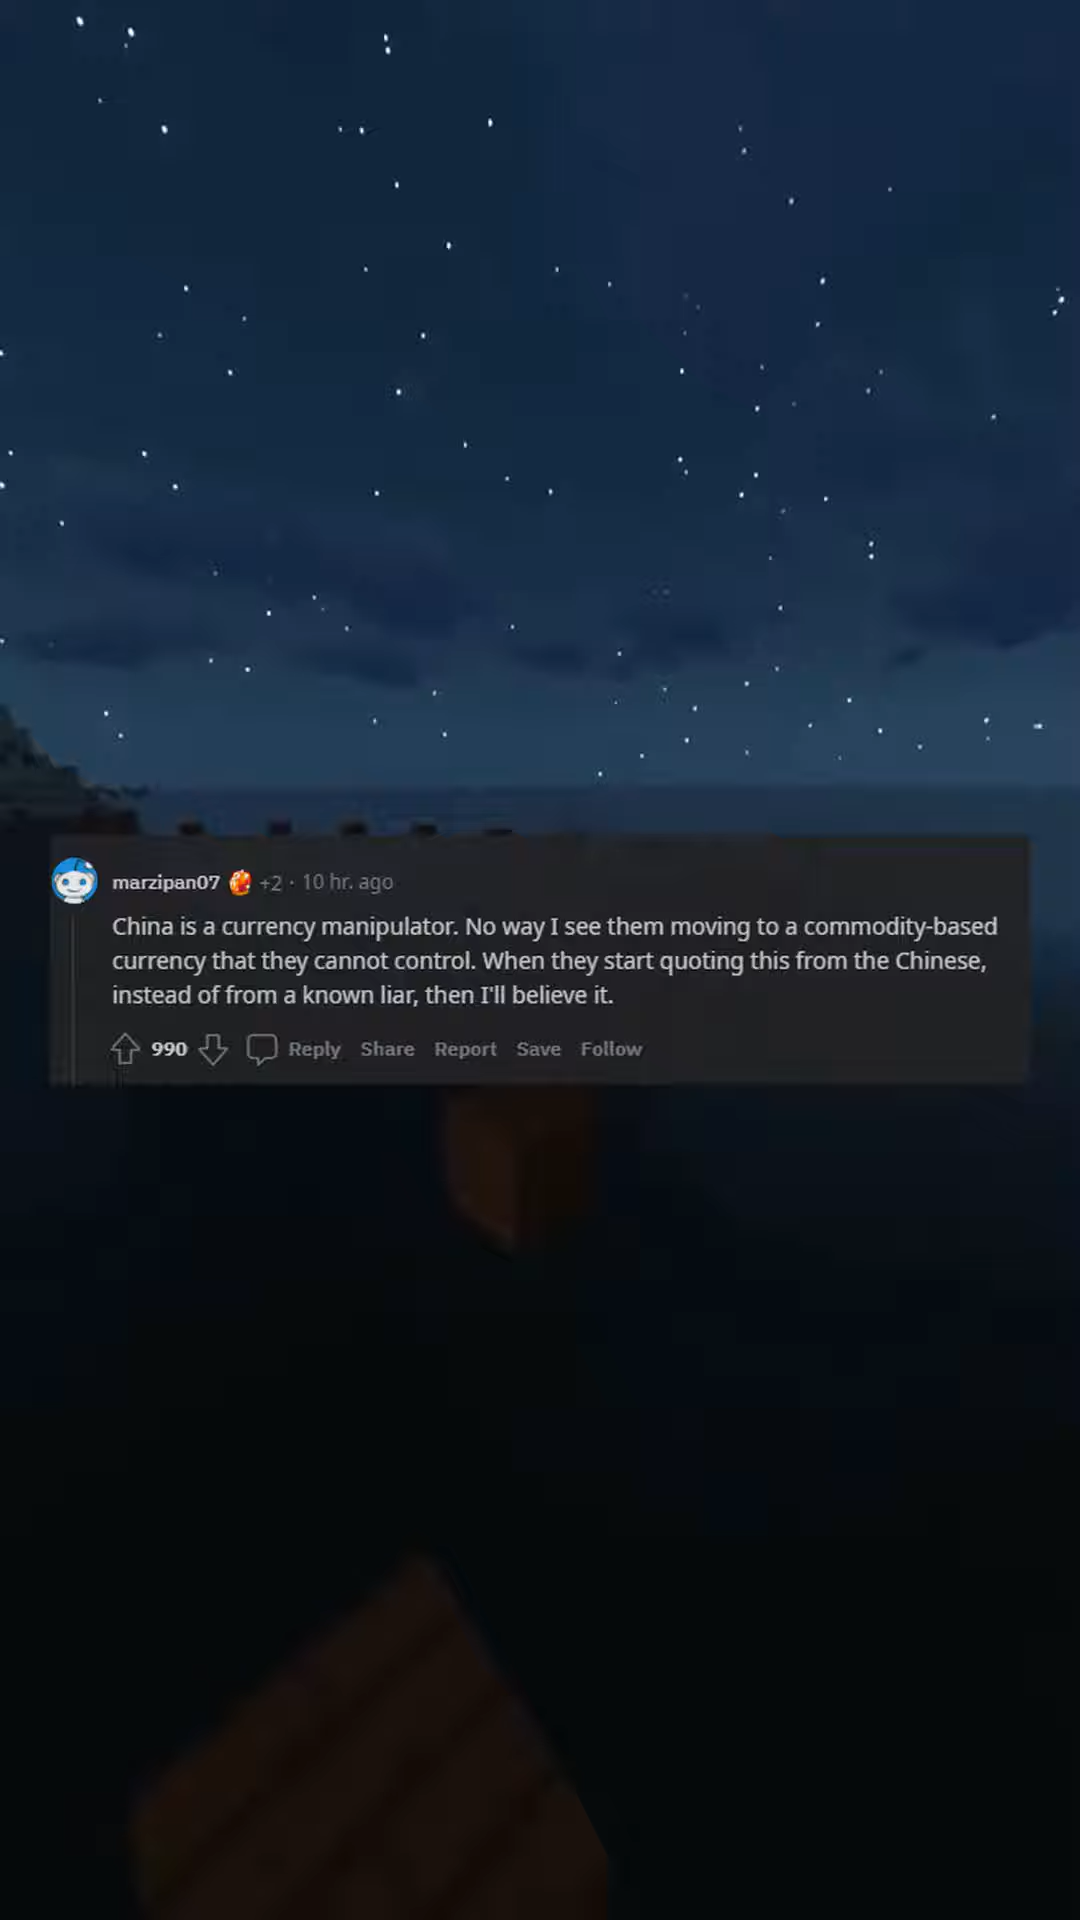 marzipan07 +2 · 10 hr. ago
China is a currency manipulator. No way I see them moving to a commodity-based
currency that they cannot control. When they start quoting this from the Chinese,
instead of from a known liar, then I'll believe it.
990 Reply Share Report Save Follow